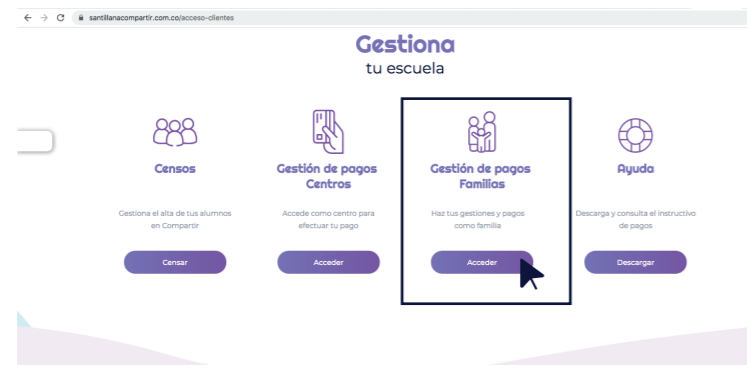 santillanacompartir.com.co/acceso-clientes
Gestiona
tu escuela
Censos
Gestiona el alta de tus alumnos
en Compartir
Censar
Gestión de pagos
Centros
Accede como centro para
efectuar tu pago
Acceder
Gestión de pagos
Familias
Haz tus gestiones y pagos
como familia
Acceder
Ayuda
Descarga y consulta el instructivo
de pagos
Descargar